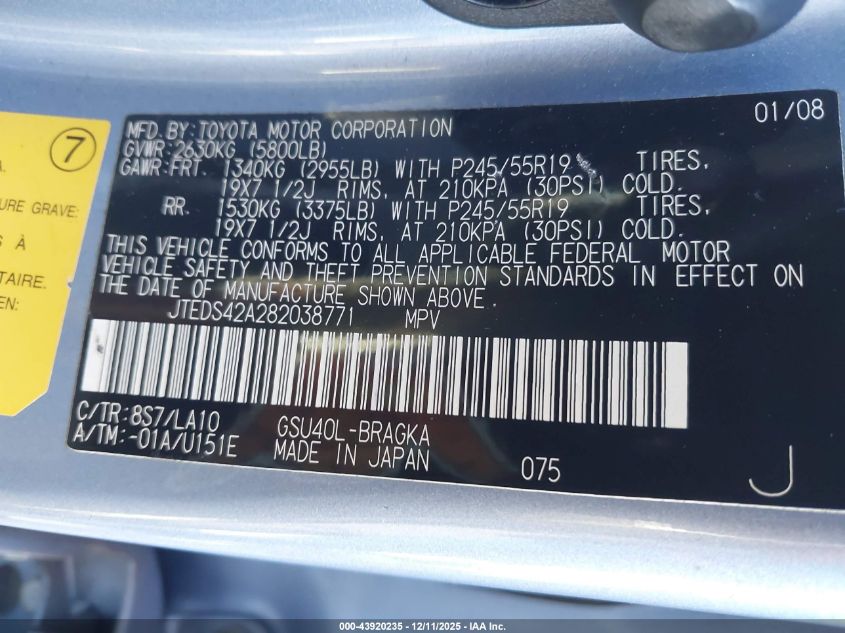 01/08
MFD. BY: TOYOTA MOTOR CORPORATION
GVWR: 2630KG (5800LB)
GAWR: FRT. 1340KG (2955LB) WITH P245/55R19 TIRES,
19X7 1/2J RIMS, AT 210KPA (30PSI) COLD.
RR. 1530KG (3375LB) WITH P245/55R19 TIRES,
19X7 1/2J RIMS, AT 210KPA (30PSI) COLD.
THIS VEHICLE CONFORMS TO ALL APPLICABLE FEDERAL MOTOR
VEHICLE SAFETY AND THEFT PREVENTION STANDARDS IN EFFECT ON
THE DATE OF MANUFACTURE SHOWN ABOVE.
JTEDS42A282038771 MPV
C/TR: 8S7/LA10 GSU40L-BRAGKA
A/TM: -01A/U151E MADE IN JAPAN 075
J
7
URE GRAVE:
S À
TAIRE.
EN:
000-43920235 - 12/11/2025 - IAA Inc.